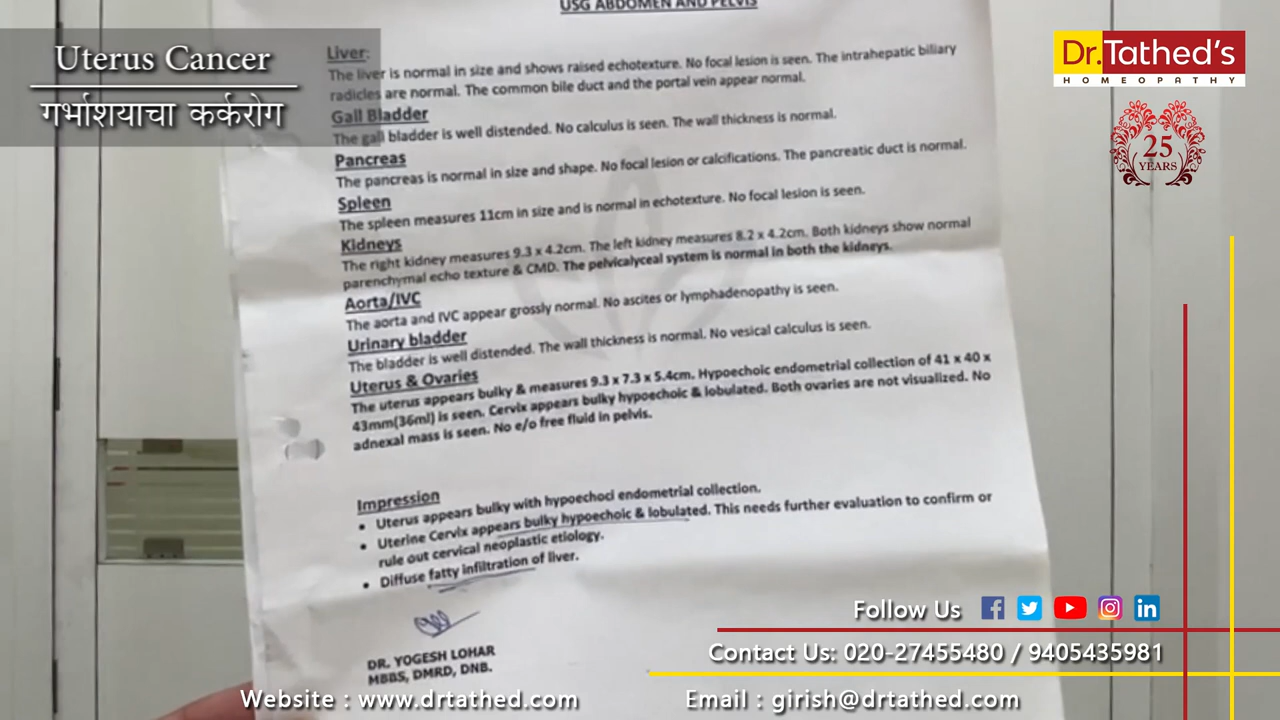 USG ABDOMEN AND PELVIS
Uterus Cancer
गर्भाशयाचा कर्करोग
Dr.Tathed's
HOMEOPATHY
25
YEARS
Liver:
The liver is normal in size and shows raised echotexture. No focal lesion is seen. The intrahepatic biliary
radicles are normal. The common bile duct and the portal vein appear normal.
Gall Bladder
The gall bladder is well distended. No calculus is seen. The wall thickness is normal.
Pancreas
The pancreas is normal in size and shape. No focal lesion or calcifications. The pancreatic duct is normal.
Spleen
The spleen measures 11cm in size and is normal in echotexture. No focal lesion is seen.
Kidneys
The right kidney measures 9.3 x 4.2cm. The left kidney measures 8.2 x 4.2cm. Both kidneys show normal
parenchymal echo texture & CMD. The pelvicalyceal system is normal in both the kidneys.
Aorta/IVC
The aorta and IVC appear grossly normal. No ascites or lymphadenopathy is seen.
Urinary bladder
The bladder is well distended. The wall thickness is normal. No vesical calculus is seen.
Uterus & Ovaries
The uterus appears bulky & measures 9.3 x 7.3 x 5.4cm. Hypoechoic endometrial collection of 41 x 40 x
43mm(36ml) is seen. Cervix appears bulky hypoechoic & lobulated. Both ovaries are not visualized. No
adnexal mass is seen. No e/o free fluid in pelvis.
Impression
• Uterus appears bulky with hypoechoci endometrial collection.
• Uterine Cervix appears bulky hypoechoic & lobulated. This needs further evaluation to confirm or
rule out cervical neoplastic etiology.
• Diffuse fatty infiltration of liver.
DR. YOGESH LOHAR
MBBS, DMRD, DNB.
Follow Us
Contact Us: 020-27455480 / 9405435981
Website : www.drtathed.com
Email : girish@drtathed.com